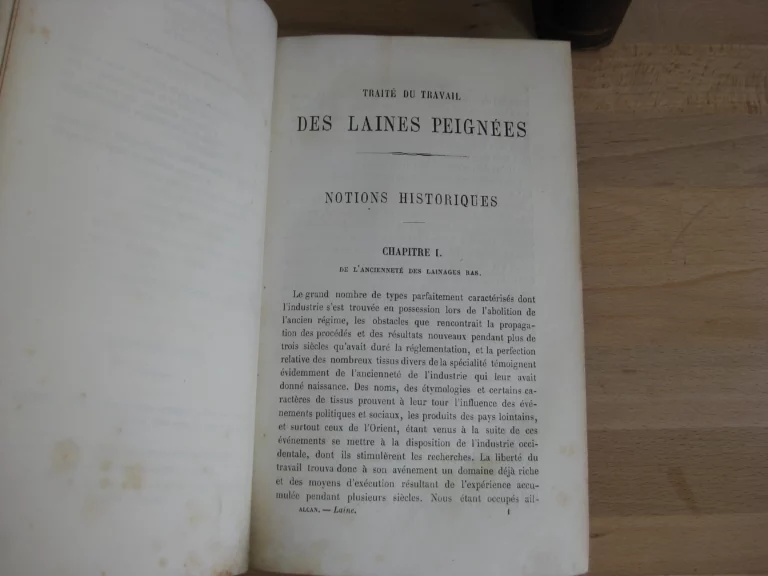 TRAITÉ DU TRAVAIL
DES LAINES PEIGNÉES
NOTIONS HISTORIQUES
CHAPITRE I.
DE L'ANCIENNETÉ DES LAINAGES RAS.
Le grand nombre de types parfaitement caractérisés dont
l'industrie s'est trouvée en possession lors de l'abolition de
l'ancien régime, les obstacles que rencontrait la propaga-
tion des procédés et des résultats nouveaux pendant plus de
trois siècles qu'avait duré la réglementation, et la perfection
relative des nombreux tissus divers de la spécialité témoignent
évidemment de l'ancienneté de l'industrie qui leur avait
donné naissance. Des noms, des étymologies et certains ca-
ractères de tissus prouvent à leur tour l'influence des évé-
nements politiques et sociaux, les produits des pays lointains,
et surtout ceux de l'Orient, étant venus à la suite de ces
événements se mettre à la disposition de l'industrie occi-
dentale, dont ils stimulèrent les recherches. La liberté du
travail trouva donc à son avénement un domaine déjà riche
et des moyens d'exécution résultant de l'expérience accu-
mulée pendant plusieurs siècles. Nous étant occupés ail-
ALCAN. — Laine. 1